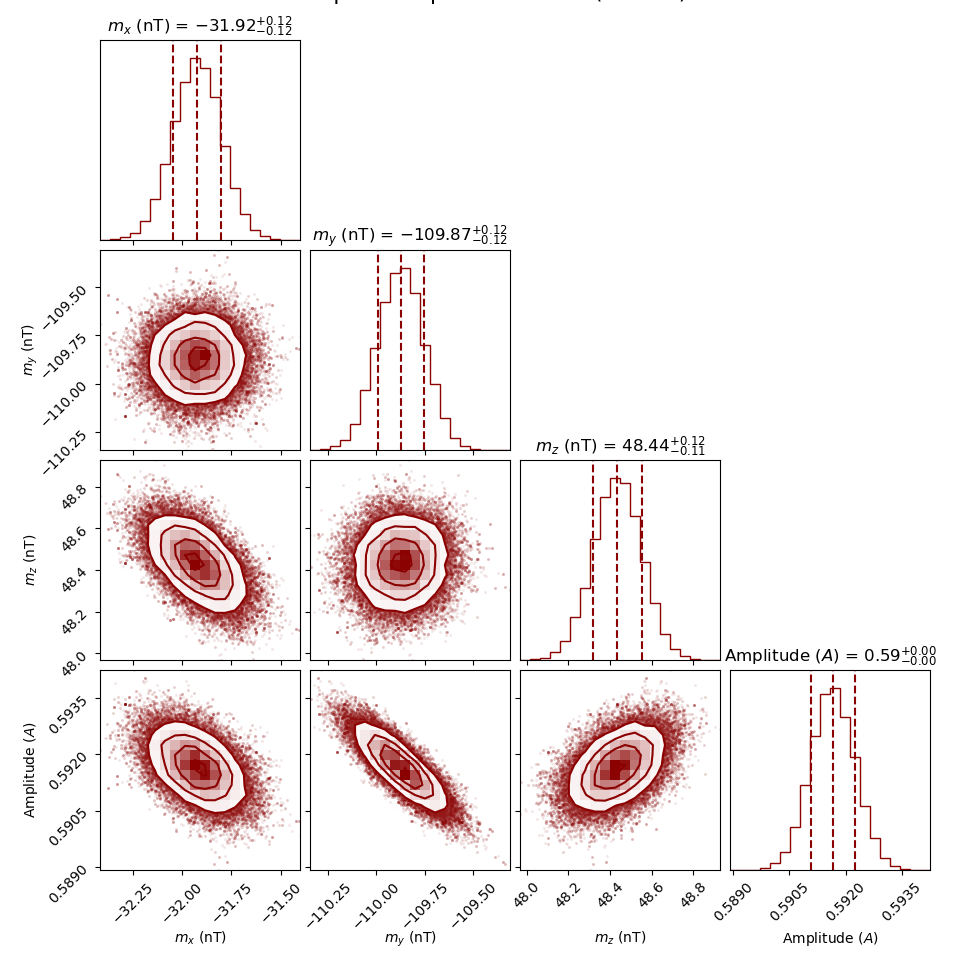 m_x (nT) = −31.92 +0.12 −0.12
m_y (nT) = −109.87 +0.12 −0.12
m_y (nT)
−109.50
−109.75
−110.00
−110.25
m_z (nT) = 48.44 +0.12 −0.11
m_z (nT)
48.8
48.6
48.4
48.2
48.0
Amplitude (A) = 0.59 +0.00 −0.00
Amplitude (A)
0.5935
0.5920
0.5905
0.5890
−32.25 −32.00 −31.75 −31.50
−110.25 −110.00 −109.75 −109.50
48.0 48.2 48.4 48.6 48.8
0.5890 0.5905 0.5920 0.5935
m_x (nT)
m_y (nT)
m_z (nT)
Amplitude (A)